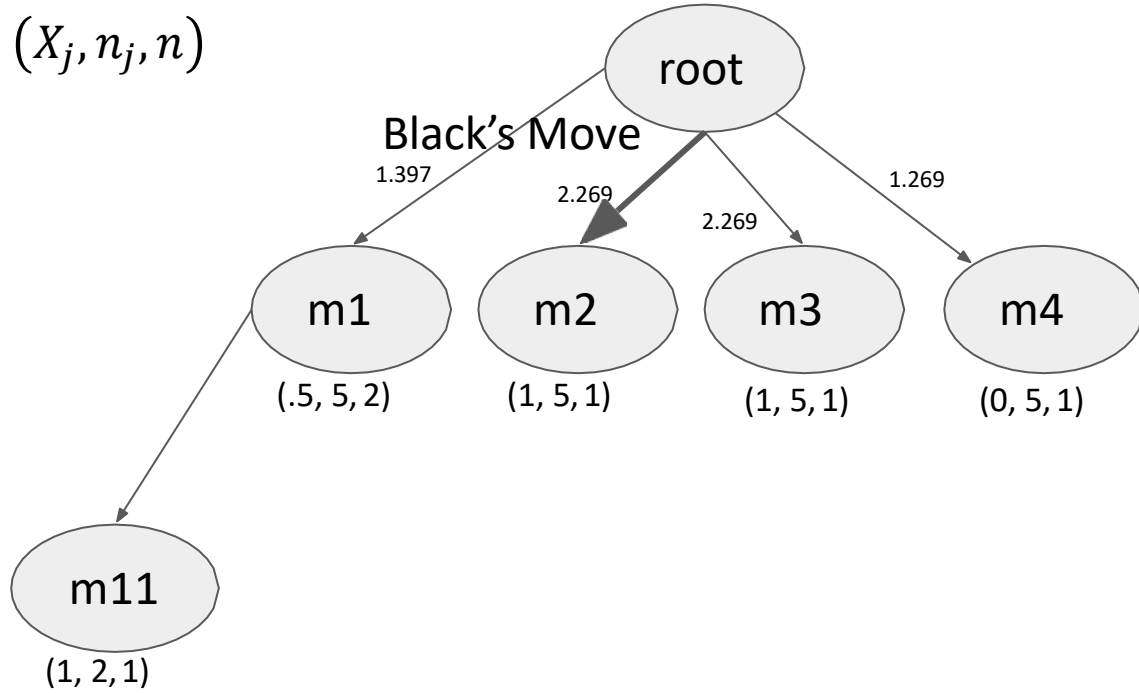 (X_j, n_j, n)
root
Black's Move
1.397
2.269
2.269
1.269
m1
m2
m3
m4
(.5, 5, 2)
(1, 5, 1)
(1, 5, 1)
(0, 5, 1)
m11
(1, 2, 1)